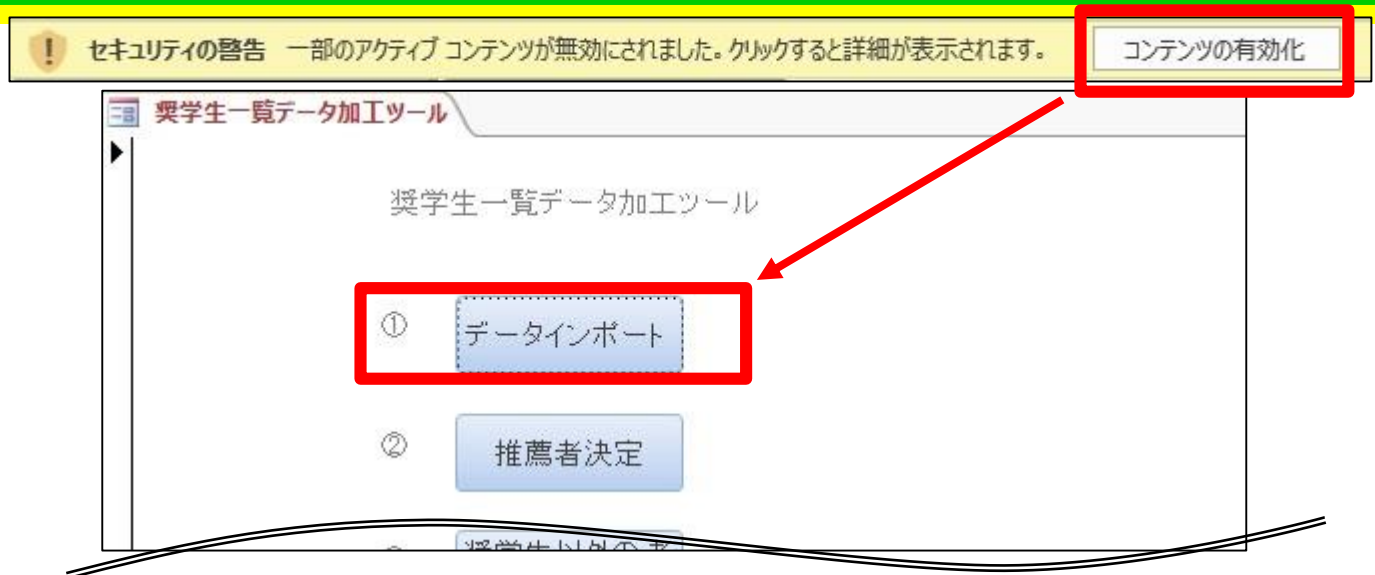 ! セキュリティの警告 一部のアクティブ コンテンツが無効にされました。クリックすると詳細が表示されます。 コンテンツの有効化
奨学生一覧データ加工ツール
奨学生一覧データ加工ツール
① データインポート
② 推薦者決定